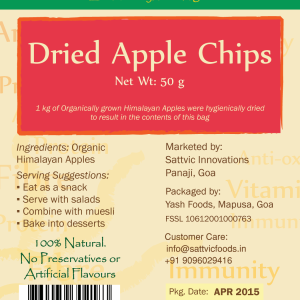 Dried Apple Chips
Net Wt: 50 g
1 kg of Organically grown Himalayan Apples were hygienically dried
to result in the contents of this bag
Ingredients: Organic
Himalayan Apples
Serving Suggestions:
• Eat as a snack
• Serve with salads
• Combine with muesli
• Bake into desserts
100% Natural.
No Preservatives or
Artificial Flavours
Marketed by:
Sattvic Innovations
Panaji, Goa
Packaged by:
Yash Foods, Mapusa, Goa
FSSL 10612001000763
Customer Care:
info@sattvicfoods.in
+91 9096029416
Pkg. Date: APR 2015
Anti-ox
Vitami
Immunity